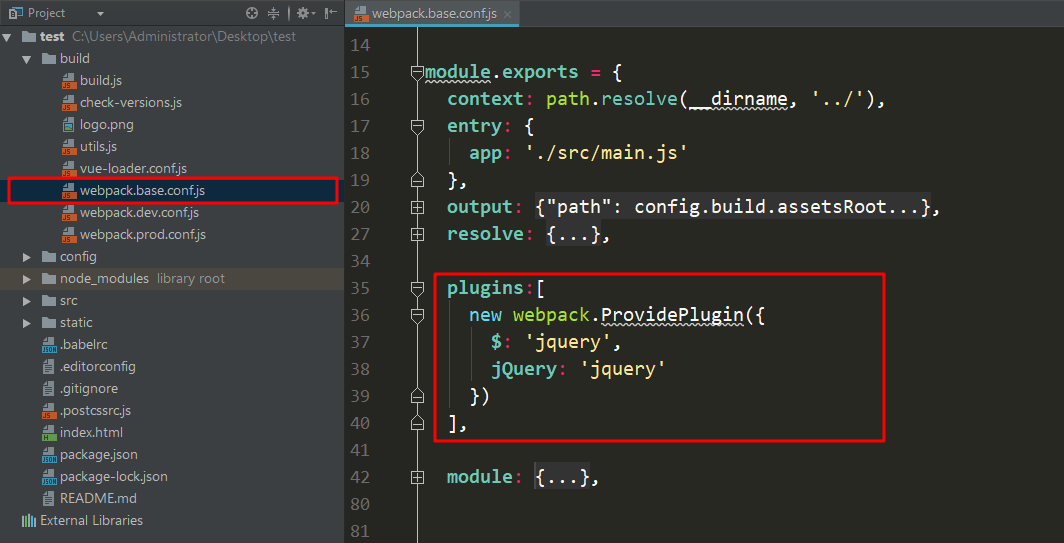 Project
test C:\Users\Administrator\Desktop\test
build
build.js
check-versions.js
logo.png
utils.js
vue-loader.conf.js
webpack.base.conf.js
webpack.dev.conf.js
webpack.prod.conf.js
config
node_modules library root
src
static
.babelrc
.editorconfig
.gitignore
.postcssrc.js
index.html
package.json
package-lock.json
README.md
External Libraries
webpack.base.conf.js
14
15 module.exports = {
16 context: path.resolve(__dirname, '../'),
17 entry: {
18 app: './src/main.js'
19 },
20 output: {"path": config.build.assetsRoot...},
27 resolve: {...},
34
35 plugins:[
36 new webpack.ProvidePlugin({
37 $: 'jquery',
38 jQuery: 'jquery'
39 })
40 ],
41
42 module: {...},
80
81